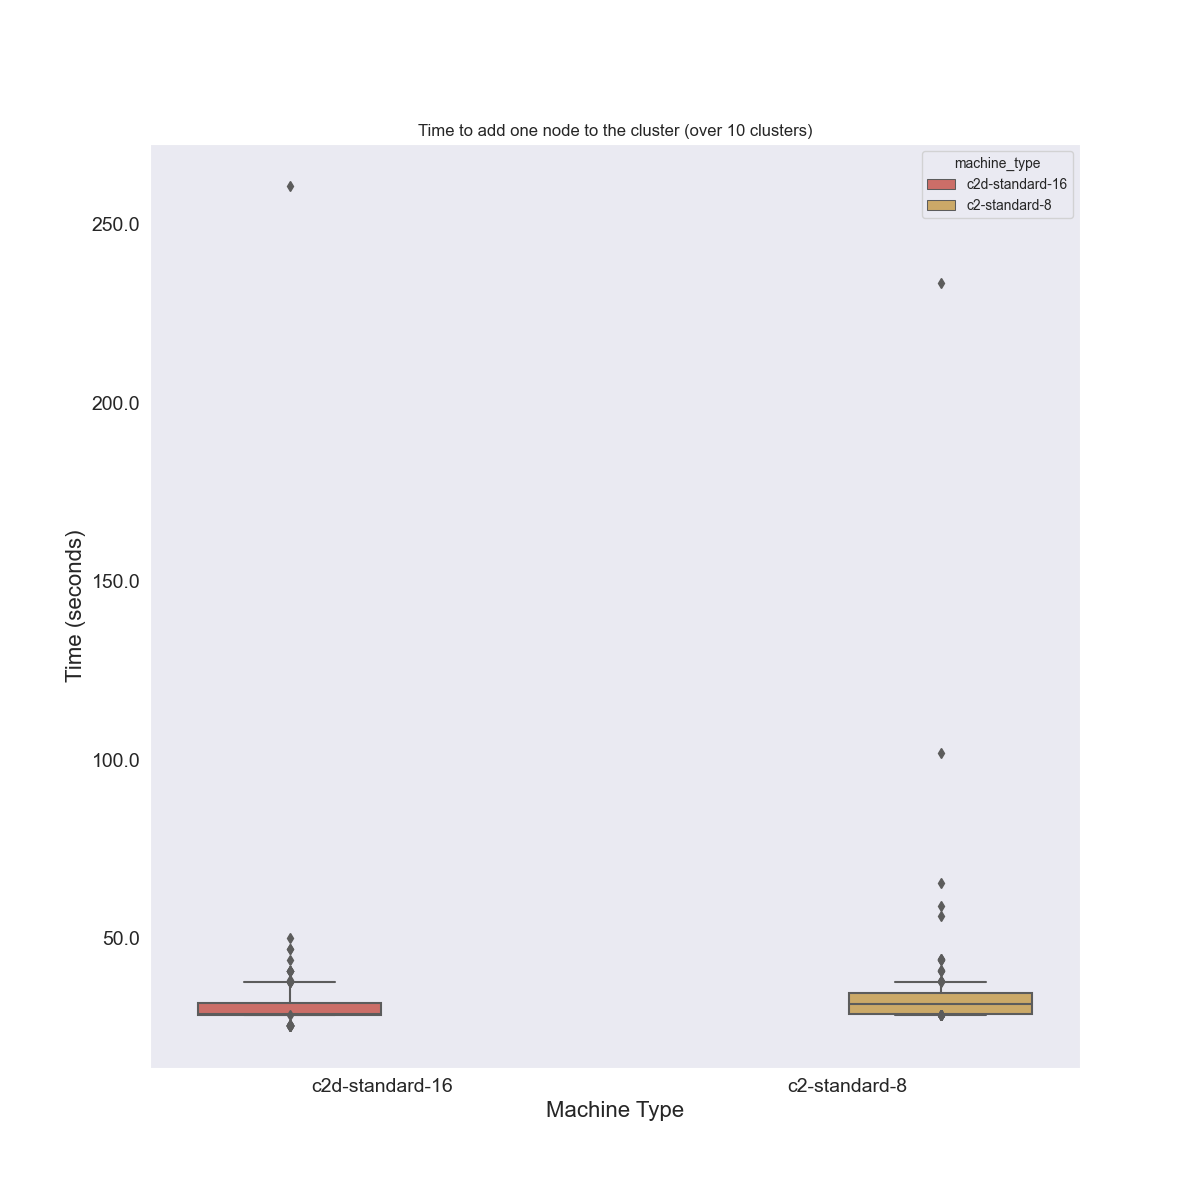 Time to add one node to the cluster (over 10 clusters)
machine_type
c2d-standard-16
c2-standard-8
250.0
200.0
150.0
100.0
50.0
Time (seconds)
c2d-standard-16
c2-standard-8
Machine Type